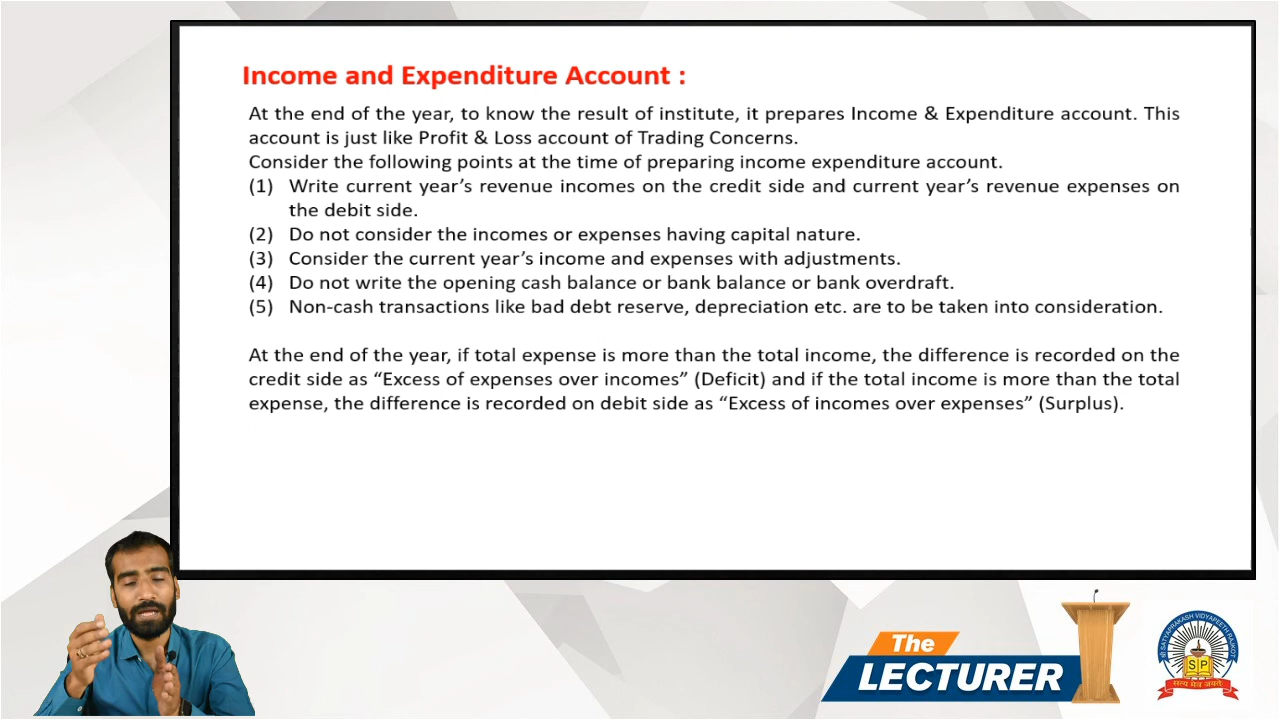 Income and Expenditure Account :
At the end of the year, to know the result of institute, it prepares Income & Expenditure account. This
account is just like Profit & Loss account of Trading Concerns.
Consider the following points at the time of preparing income expenditure account.
(1) Write current year’s revenue incomes on the credit side and current year’s revenue expenses on
the debit side.
(2) Do not consider the incomes or expenses having capital nature.
(3) Consider the current year’s income and expenses with adjustments.
(4) Do not write the opening cash balance or bank balance or bank overdraft.
(5) Non-cash transactions like bad debt reserve, depreciation etc. are to be taken into consideration.
At the end of the year, if total expense is more than the total income, the difference is recorded on the
credit side as “Excess of expenses over incomes” (Deficit) and if the total income is more than the total
expense, the difference is recorded on debit side as “Excess of incomes over expenses” (Surplus).
The
LECTURER
SATYAPRAKASH VIDYAPEETH RAJKOT
S P
सत्य मेव जयते